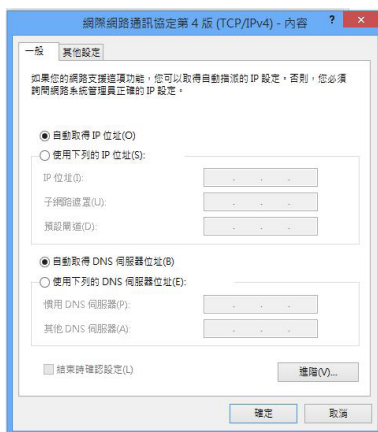 網際網路通訊協定第 4 版 (TCP/IPv4) - 內容
一般
其他設定
如果您的網路支援這項功能，您可以取得自動指派的 IP 設定。否則，您必須
詢問網路系統管理員正確的 IP 設定。
自動取得 IP 位址(O)
使用下列的 IP 位址(S):
IP 位址(I):
子網路遮罩(U):
預設閘道(D):
自動取得 DNS 伺服器位址(B)
使用下列的 DNS 伺服器位址(E):
慣用 DNS 伺服器(P):
其他 DNS 伺服器(A):
結束時確認設定(L)
進階(V)...
確定
取消